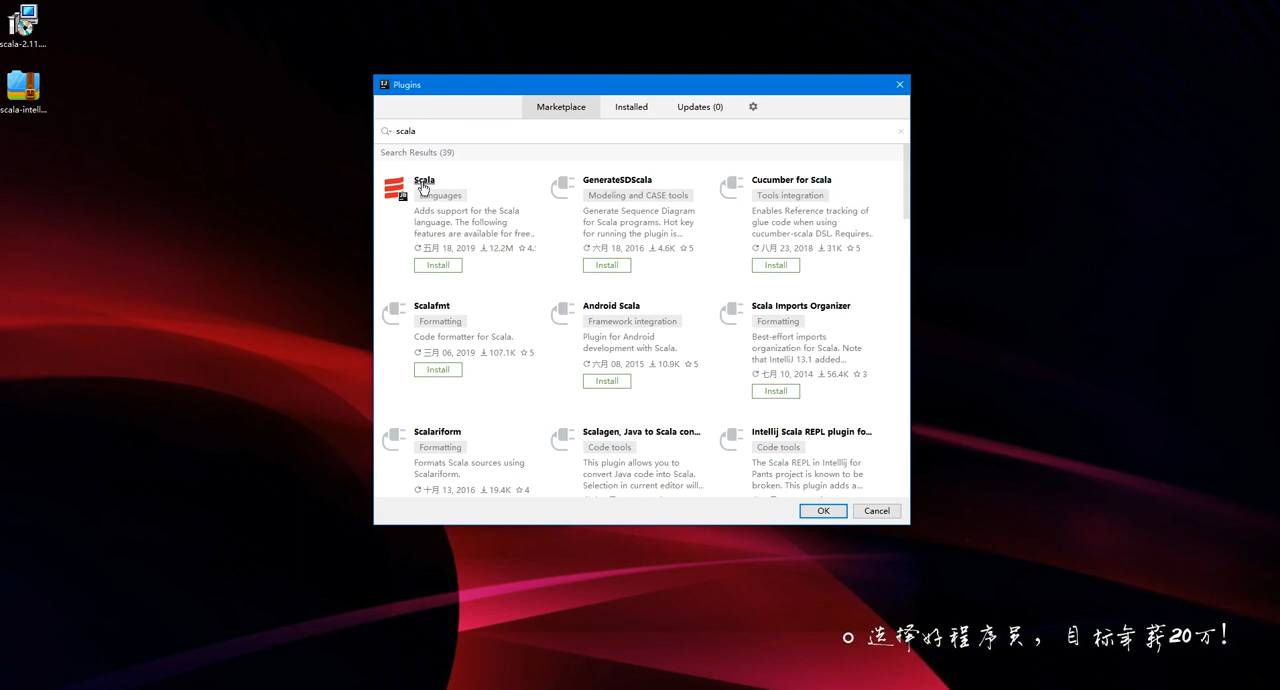 scala-2.11....
scala-intell...
Plugins
Marketplace Installed Updates (0)
scala
Search Results (39)
Scala
Languages
Adds support for the Scala
language. The following
features are available for free..
五月 18, 2019 12.2M 4.
Install
GenerateSDScala
Modeling and CASE tools
Generate Sequence Diagram
for Scala programs. Hot key
for running the plugin is...
六月 18, 2016 4.6K 5
Install
Cucumber for Scala
Tools integration
Enables Reference tracking of
glue code when using
cucumber-scala DSL. Requires..
八月 23, 2018 31K 5
Install
Scalafmt
Formatting
Code formatter for Scala.
三月 06, 2019 107.1K 5
Install
Android Scala
Framework integration
Plugin for Android
development with Scala.
六月 08, 2015 10.9K 5
Install
Scala Imports Organizer
Formatting
Best-effort imports
organization for Scala. Note
that IntelliJ 13.1 added...
七月 10, 2014 56.4K 3
Install
Scalariform
Formatting
Formats Scala sources using
Scalariform.
十月 13, 2016 19.4K 4
Scalagen, Java to Scala con...
Code tools
This plugin allows you to
convert Java code into Scala.
Selection in current editor will...
Intellij Scala REPL plugin fo...
Code tools
The Scala REPL in Intellij for
Pants project is known to be
broken. This plugin adds a...
OK Cancel
选择好程序员，目标年薪20万!